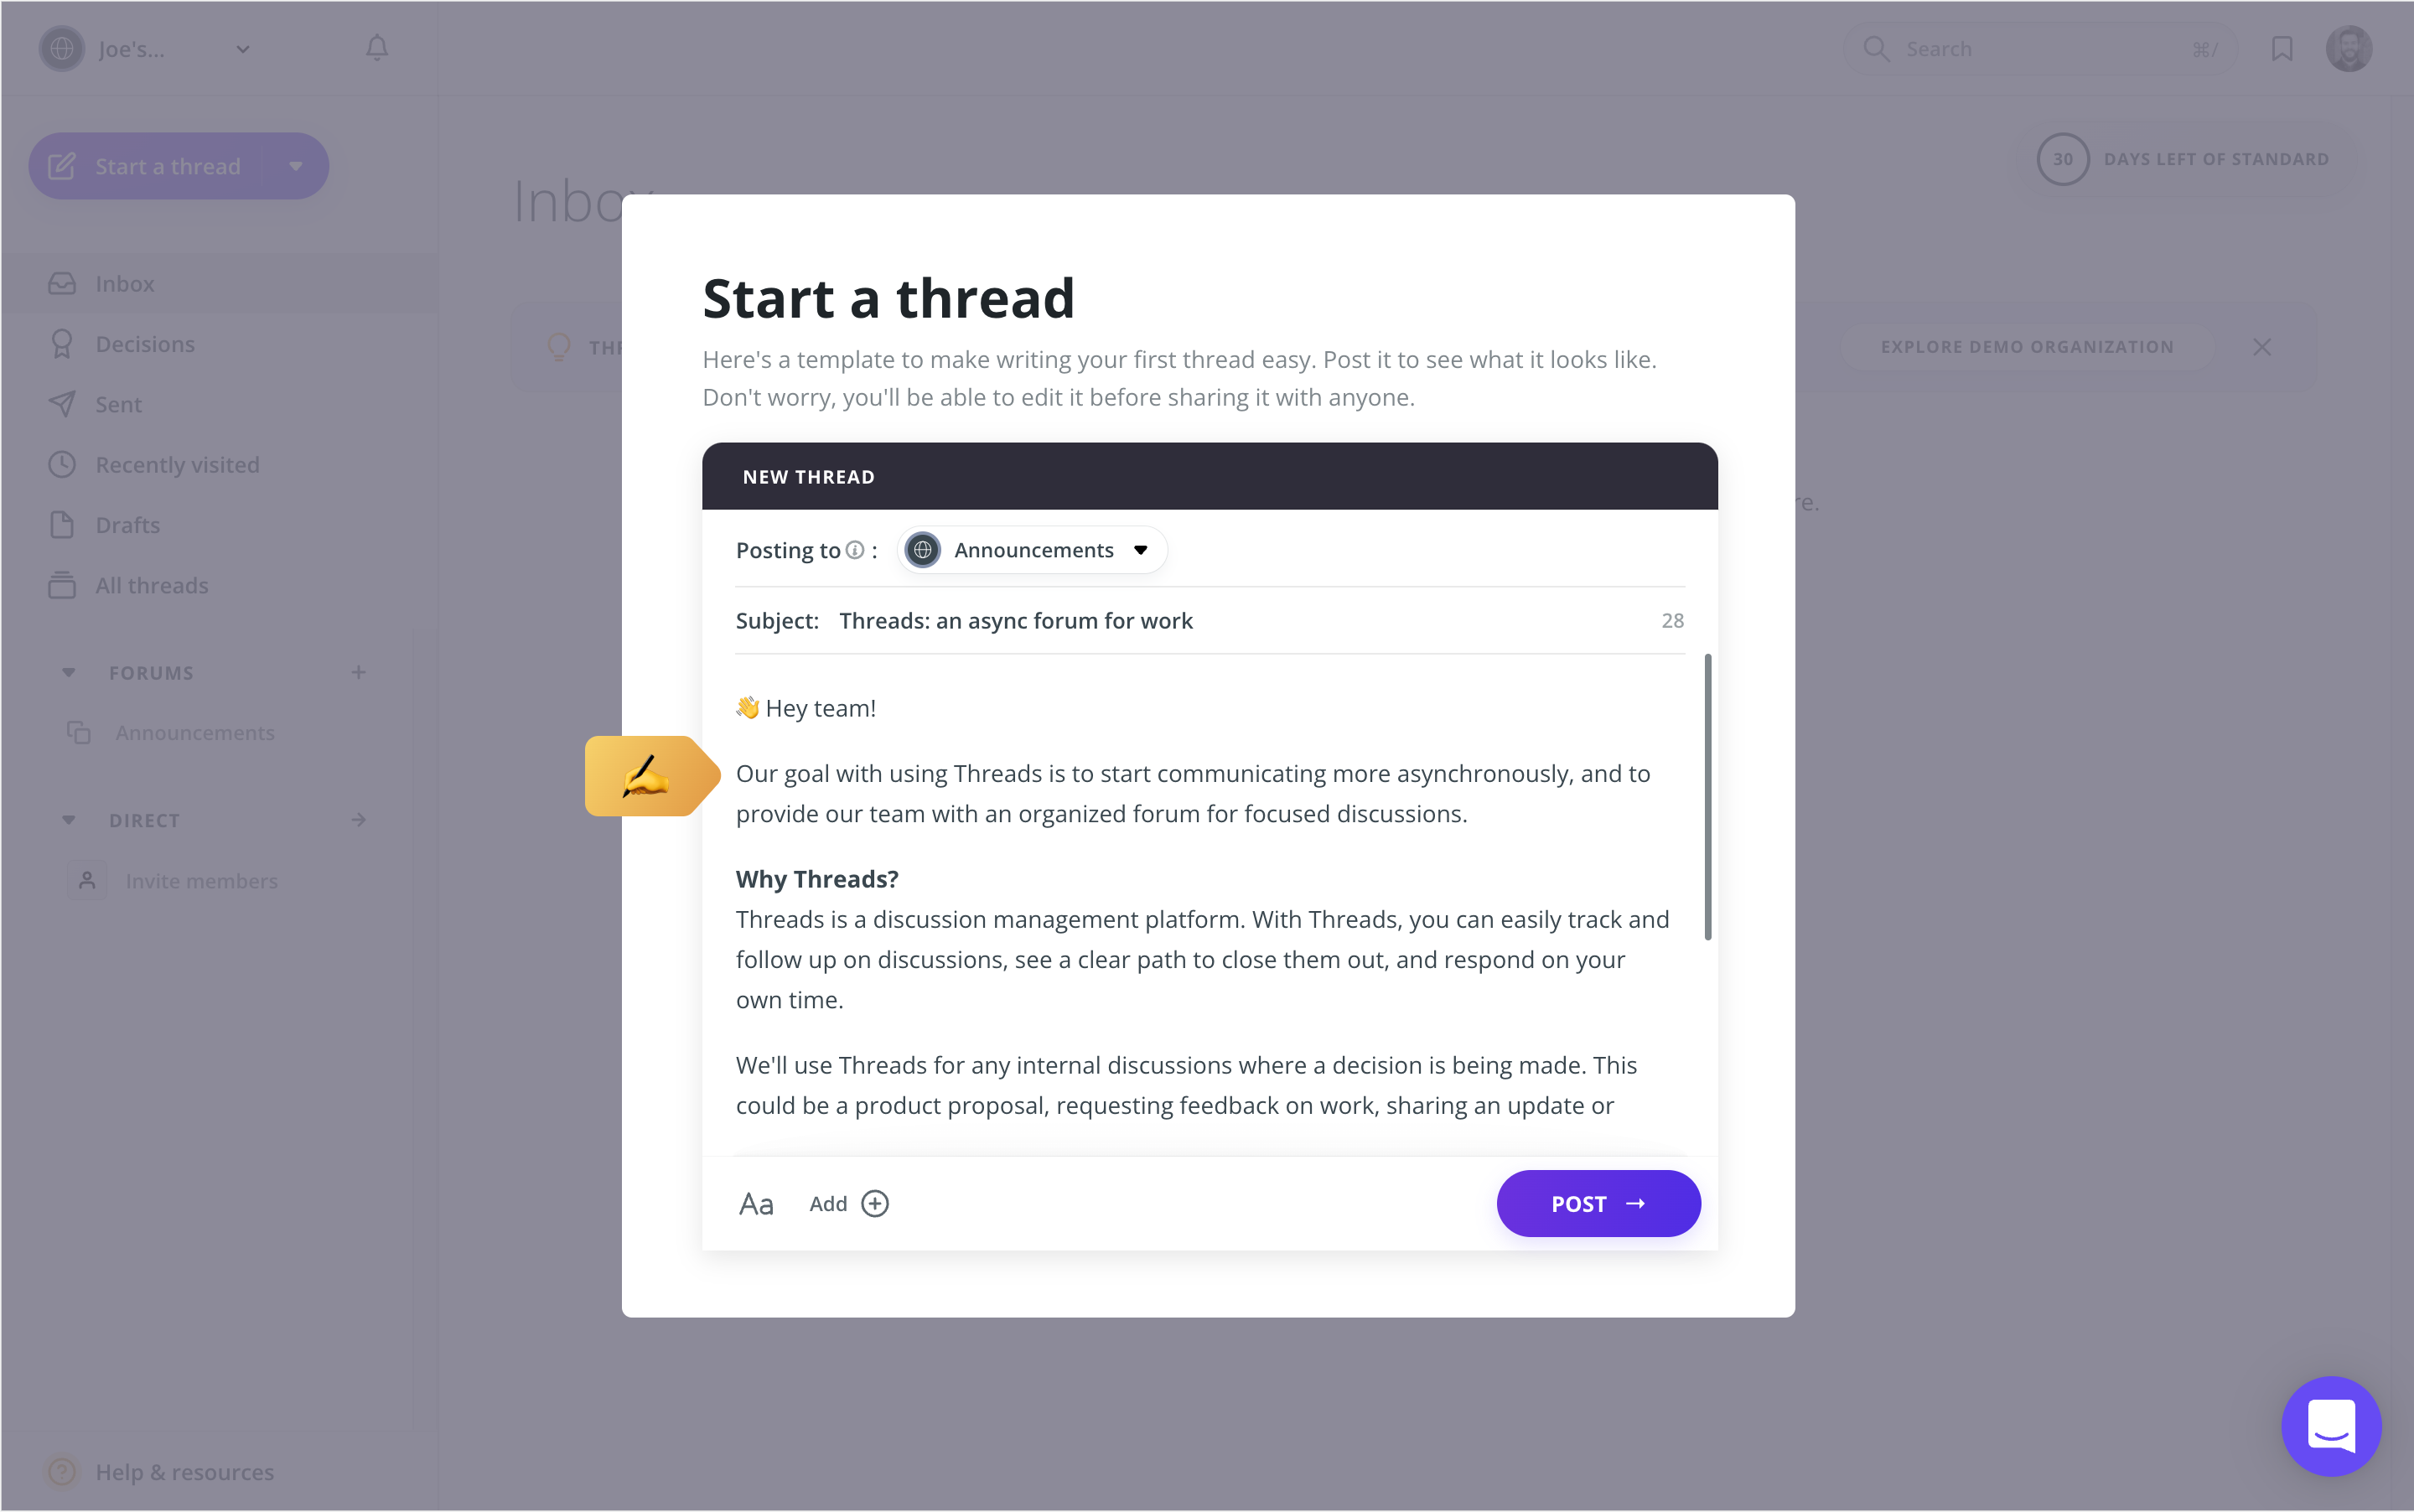 Joe's...
Search ⌘/
Start a thread
30 DAYS LEFT OF STANDARD
Inbox
Inbox
Decisions
Sent
Recently visited
Drafts
All threads
FORUMS
Announcements
DIRECT
Invite members
Help & resources
EXPLORE DEMO ORGANIZATION
Start a thread
Here's a template to make writing your first thread easy. Post it to see what it looks like.
Don't worry, you'll be able to edit it before sharing it with anyone.
NEW THREAD
Posting to : Announcements
Subject: Threads: an async forum for work 28
👋 Hey team!
Our goal with using Threads is to start communicating more asynchronously, and to
provide our team with an organized forum for focused discussions.
Why Threads?
Threads is a discussion management platform. With Threads, you can easily track and
follow up on discussions, see a clear path to close them out, and respond on your
own time.
We'll use Threads for any internal discussions where a decision is being made. This
could be a product proposal, requesting feedback on work, sharing an update or
Aa Add
POST →